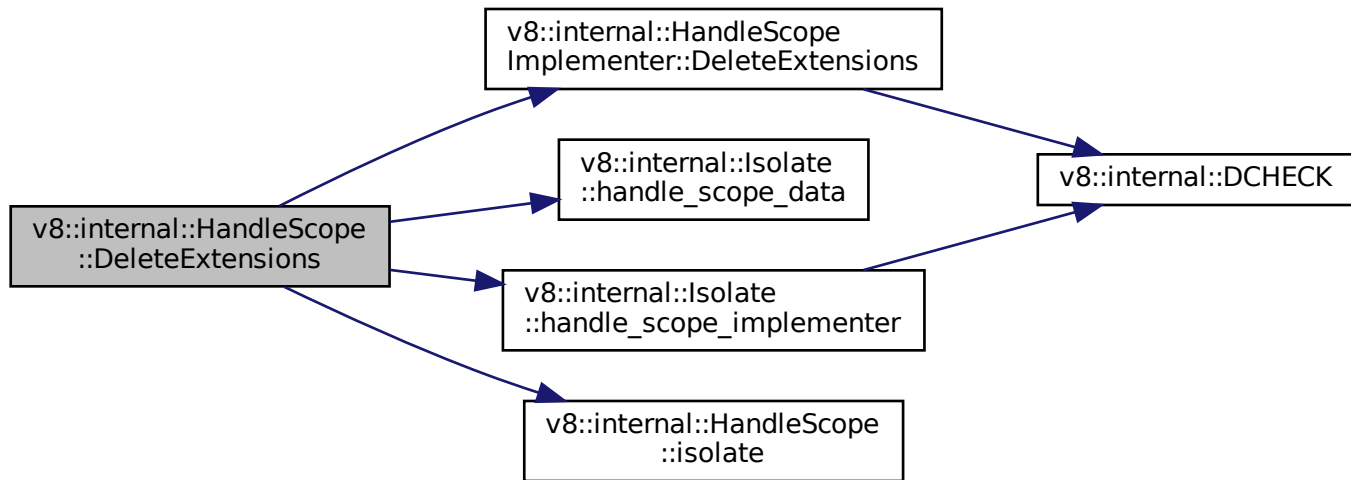 v8::internal::HandleScope
::DeleteExtensions
v8::internal::HandleScope
Implementer::DeleteExtensions
v8::internal::Isolate
::handle_scope_data
v8::internal::Isolate
::handle_scope_implementer
v8::internal::HandleScope
::isolate
v8::internal::DCHECK